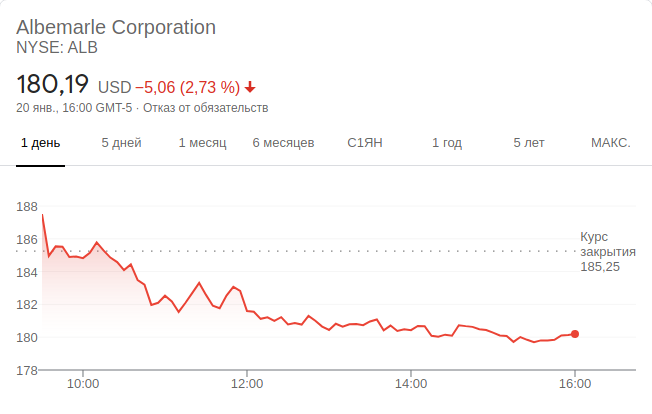 Albemarle Corporation
NYSE: ALB
180,19 USD −5,06 (2,73 %)
20 янв., 16:00 GMT-5 · Отказ от обязательств
1 день 5 дней 1 месяц 6 месяцев С1ЯН 1 год 5 лет МАКС.
188
186
184
182
180
178
Курс
закрытия
185,25
10:00 12:00 14:00 16:00